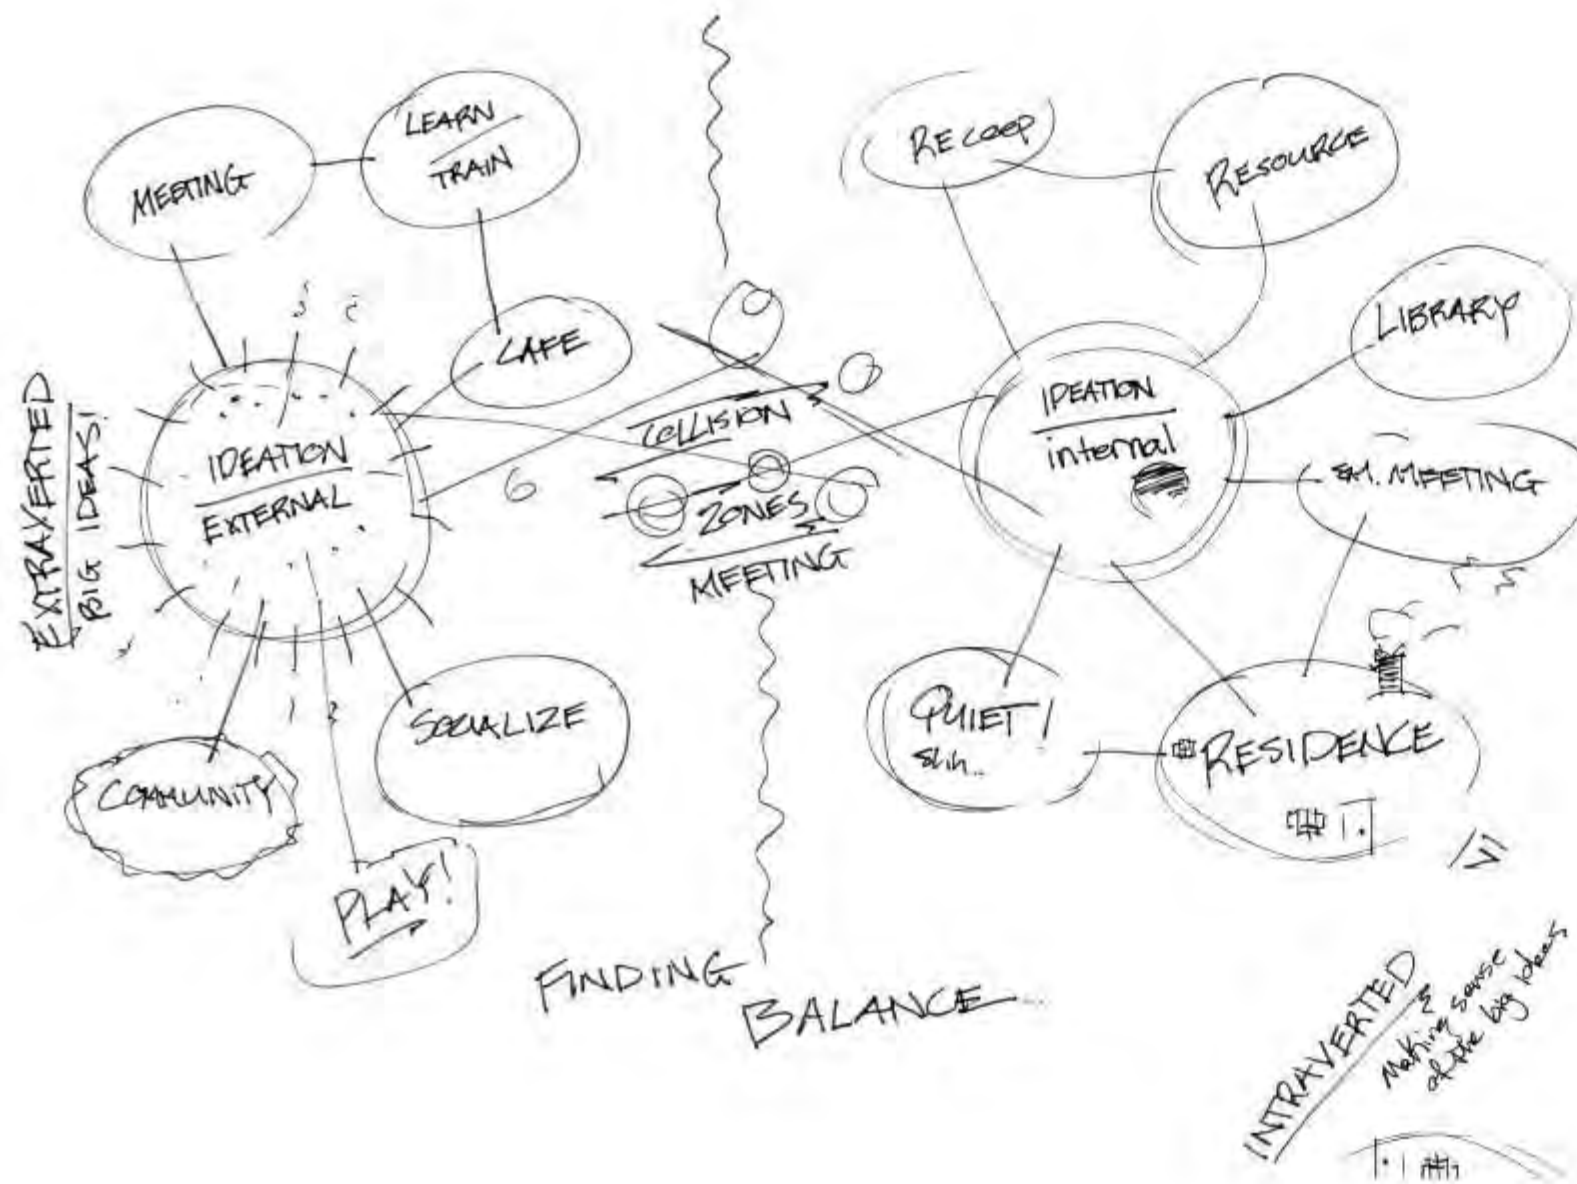 MEETING
LEARN
TRAIN
CAFE
EXTRAVERTED
BIG IDEAS!
IDEATION
EXTERNAL
COMMUNITY
SOCIALIZE
PLAY!
COLLISION
ZONES
MEETING
RECOOP
RESOURCE
LIBRARY
IDEATION
internal
SM. MEETING
QUIET!
Shh..
RESIDENCE
FINDING
BALANCE...
INTRAVERTED
Making sense
of the big ideas